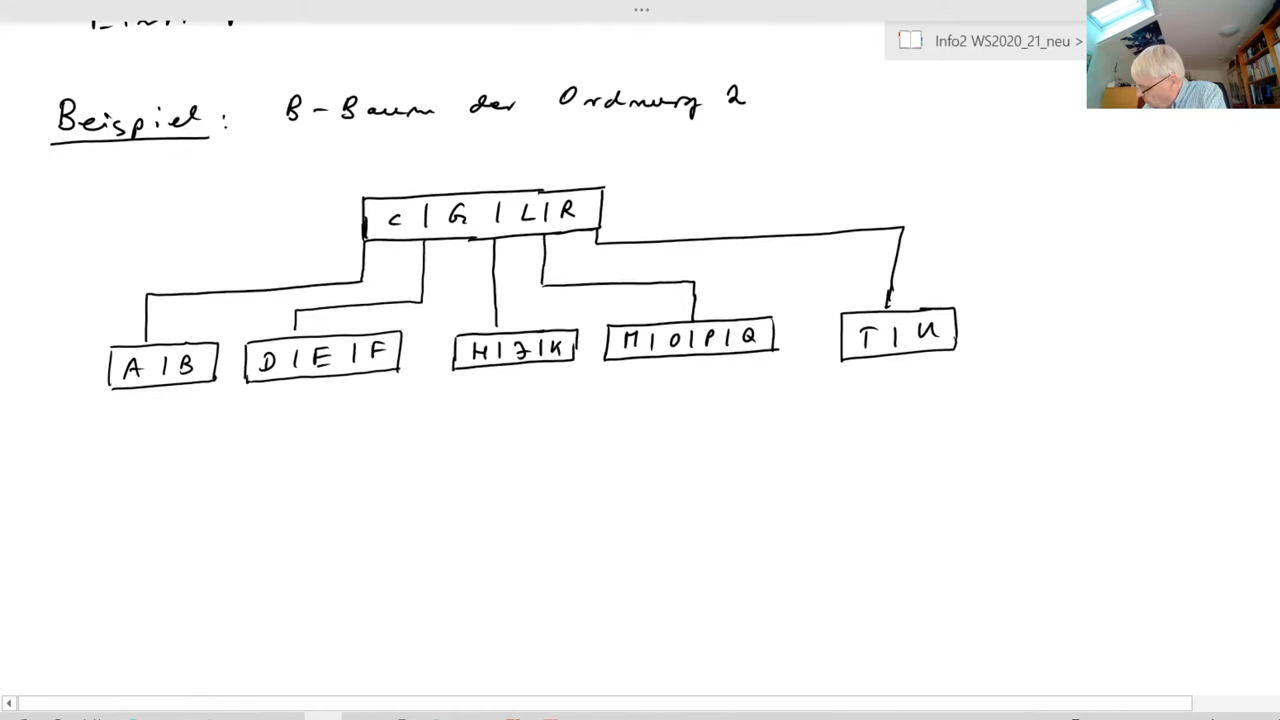 Info2 WS2020_21_neu >
Beispiel: B-Baum der Ordnung 2
C | G | L | R
A | B
D | E | F
H | J | K
M | O | P | Q
T | U